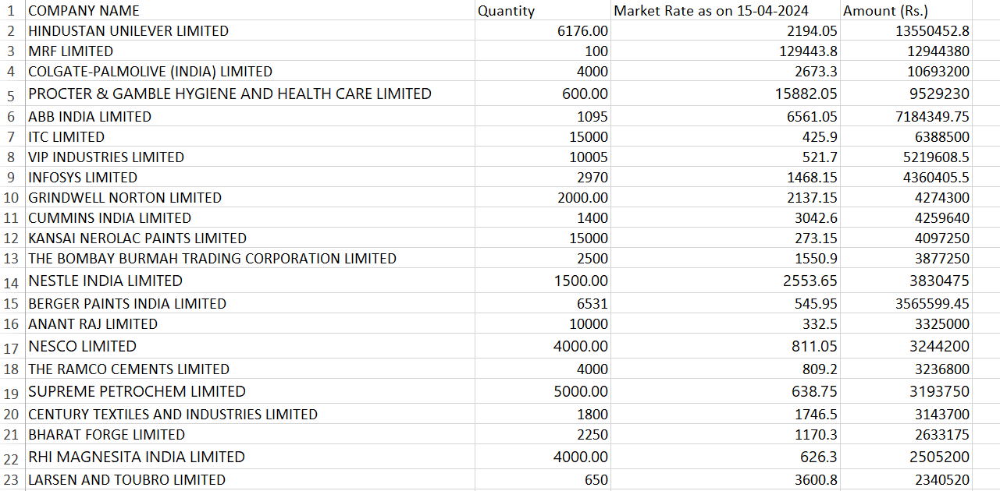 1 COMPANY NAME Quantity Market Rate as on 15-04-2024 Amount (Rs.)
2 HINDUSTAN UNILEVER LIMITED 6176.00 2194.05 13550452.8
3 MRF LIMITED 100 129443.8 12944380
4 COLGATE-PALMOLIVE (INDIA) LIMITED 4000 2673.3 10693200
5 PROCTER & GAMBLE HYGIENE AND HEALTH CARE LIMITED 600.00 15882.05 9529230
6 ABB INDIA LIMITED 1095 6561.05 7184349.75
7 ITC LIMITED 15000 425.9 6388500
8 VIP INDUSTRIES LIMITED 10005 521.7 5219608.5
9 INFOSYS LIMITED 2970 1468.15 4360405.5
10 GRINDWELL NORTON LIMITED 2000.00 2137.15 4274300
11 CUMMINS INDIA LIMITED 1400 3042.6 4259640
12 KANSAI NEROLAC PAINTS LIMITED 15000 273.15 4097250
13 THE BOMBAY BURMAH TRADING CORPORATION LIMITED 2500 1550.9 3877250
14 NESTLE INDIA LIMITED 1500.00 2553.65 3830475
15 BERGER PAINTS INDIA LIMITED 6531 545.95 3565599.45
16 ANANT RAJ LIMITED 10000 332.5 3325000
17 NESCO LIMITED 4000.00 811.05 3244200
18 THE RAMCO CEMENTS LIMITED 4000 809.2 3236800
19 SUPREME PETROCHEM LIMITED 5000.00 638.75 3193750
20 CENTURY TEXTILES AND INDUSTRIES LIMITED 1800 1746.5 3143700
21 BHARAT FORGE LIMITED 2250 1170.3 2633175
22 RHI MAGNESITA INDIA LIMITED 4000.00 626.3 2505200
23 LARSEN AND TOUBRO LIMITED 650 3600.8 2340520